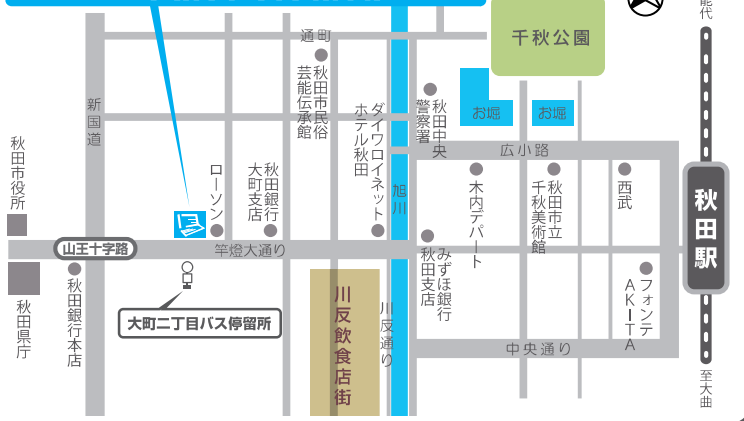 能代
千秋公園
通町
秋田市民俗
芸能伝承館
新国道
秋田中央
警察署
ダイワロイネット
ホテル秋田
お堀
お堀
広小路
秋田市役所
ローソン
秋田銀行
大町支店
旭川
木内デパート
秋田市立
千秋美術館
西武
秋田駅
山王十字路
竿燈大通り
みずほ銀行
秋田支店
フォンテ
AKITA
秋田県庁
秋田銀行本店
大町二丁目バス停留所
川反飲食店街
川反通り
中央通り
至大曲